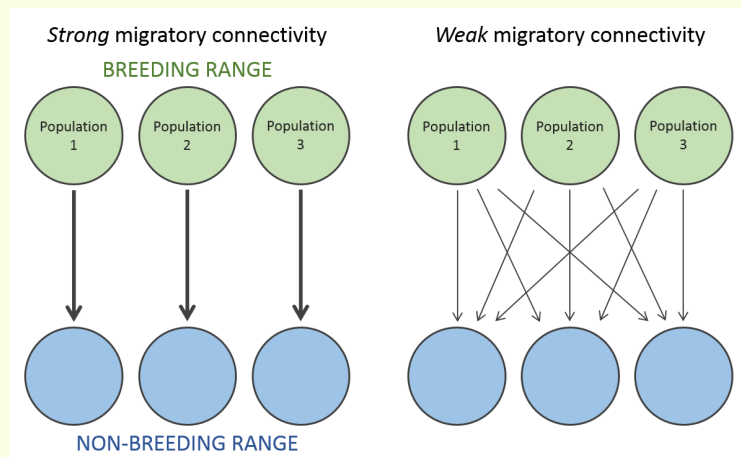 Strong migratory connectivity
BREEDING RANGE
Population
1
Population
2
Population
3
NON-BREEDING RANGE
Weak migratory connectivity
Population
1
Population
2
Population
3